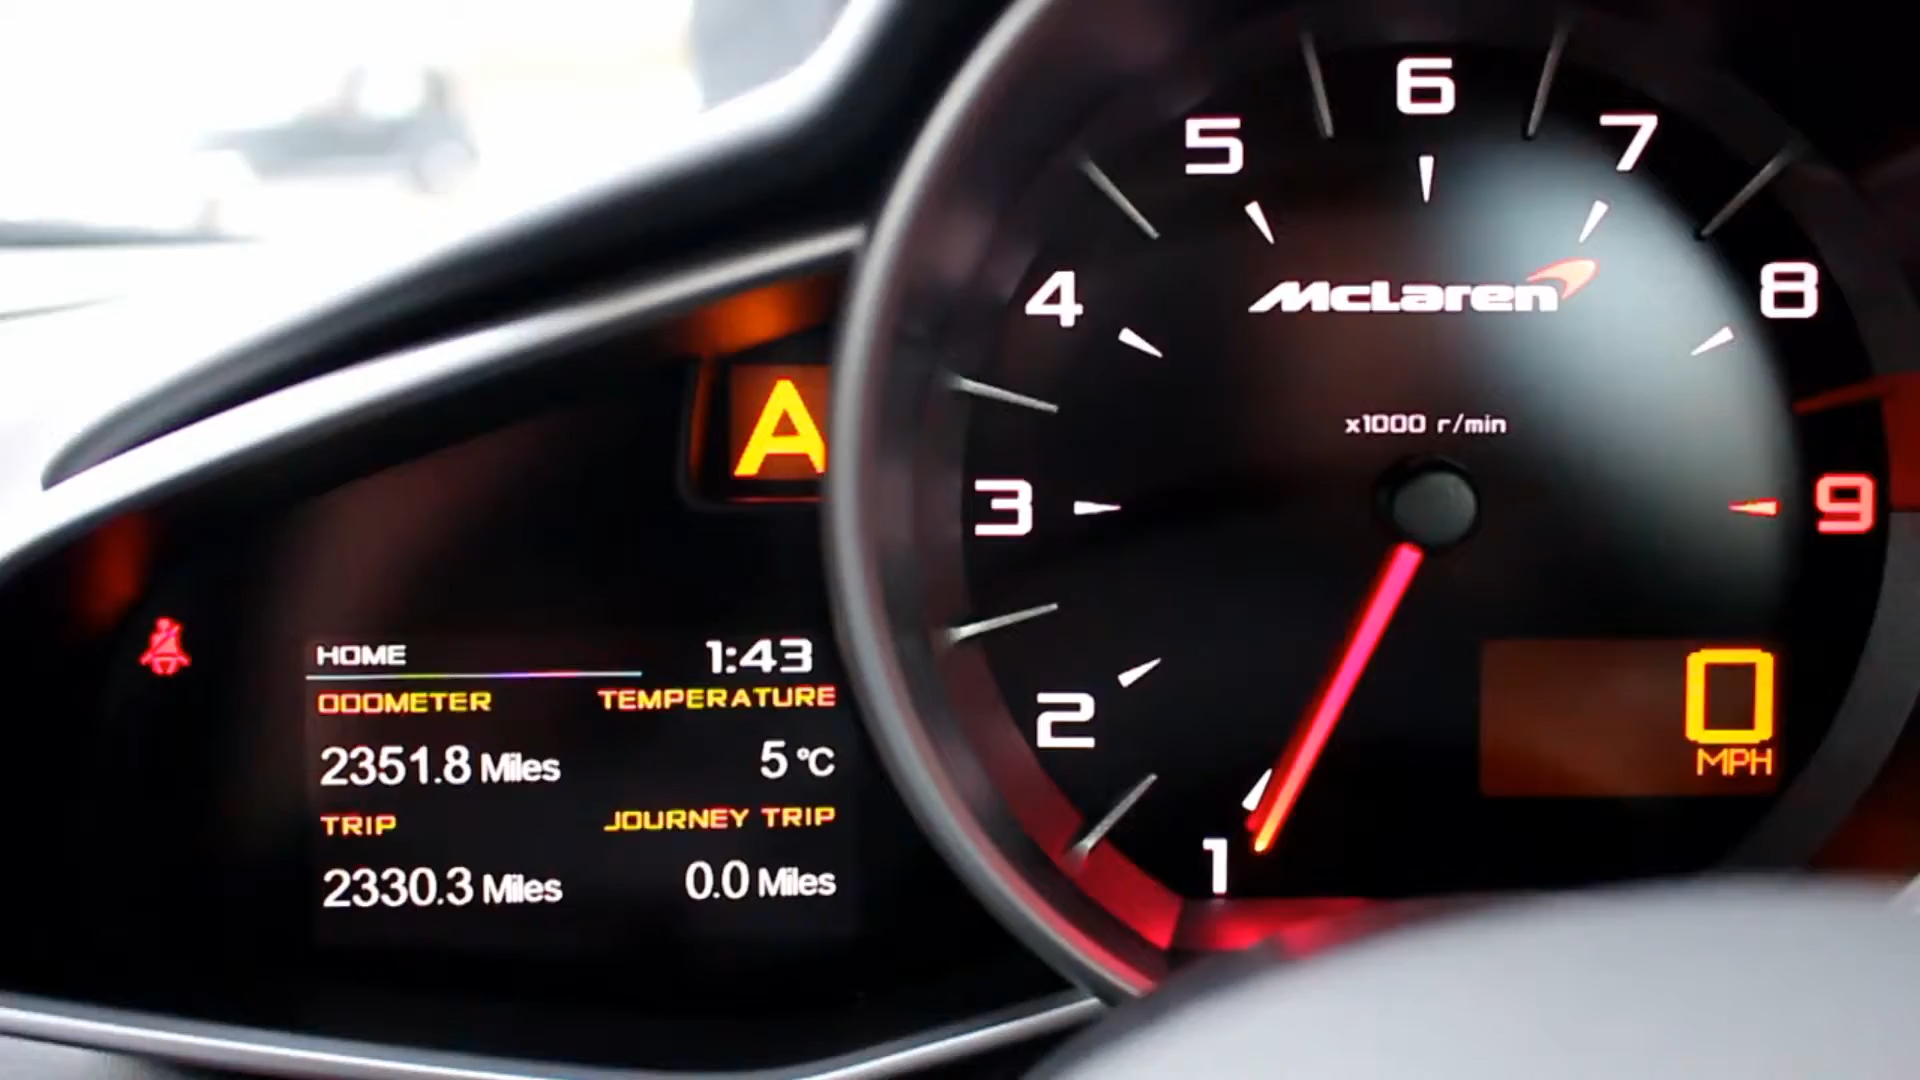 A
HOME 1:43
ODOMETER TEMPERATURE
2351.8 Miles 5 °C
TRIP JOURNEY TRIP
2330.3 Miles 0.0 Miles
1
2
3
4
5
6
7
8
9
McLaren
x1000 r/min
0
MPH